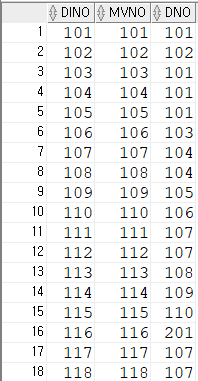 DINO MVNO DNO
1 101 101 101
2 102 102 102
3 103 103 101
4 104 104 101
5 105 105 101
6 106 106 103
7 107 107 104
8 108 108 104
9 109 109 105
10 110 110 106
11 111 111 107
12 112 112 107
13 113 113 108
14 114 114 109
15 115 115 110
16 116 116 201
17 117 117 107
18 118 118 107